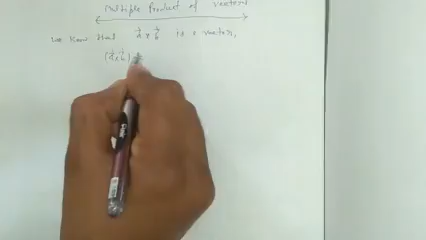 Multiple Product of vectors
we know that a⃗ x b⃗ is a vector,
(a⃗ x b⃗)